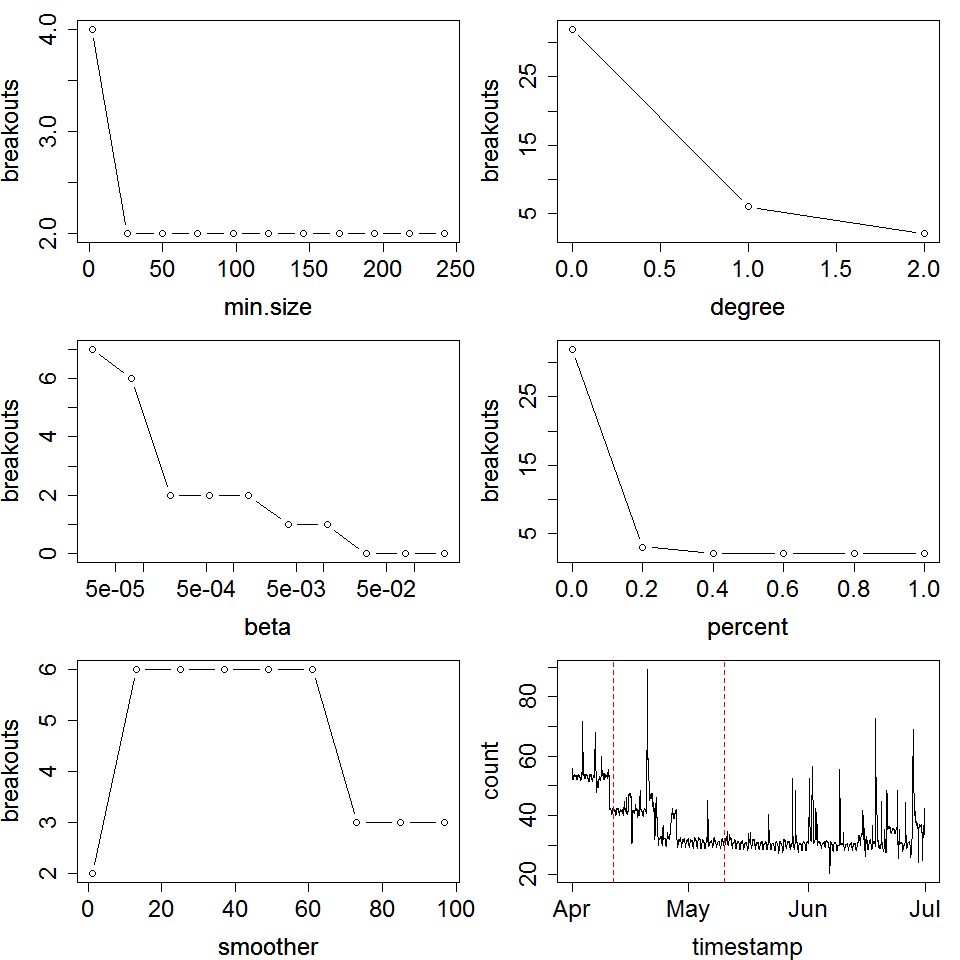 breakouts
4.0
3.0
2.0
0 50 100 150 200 250
min.size
breakouts
25
15
5
0.0 0.5 1.0 1.5 2.0
degree
breakouts
6
4
2
0
5e-05 5e-04 5e-03 5e-02
beta
breakouts
25
15
5
0.0 0.2 0.4 0.6 0.8 1.0
percent
breakouts
6
5
4
3
2
0 20 40 60 80 100
smoother
count
80
60
40
20
Apr May Jun Jul
timestamp